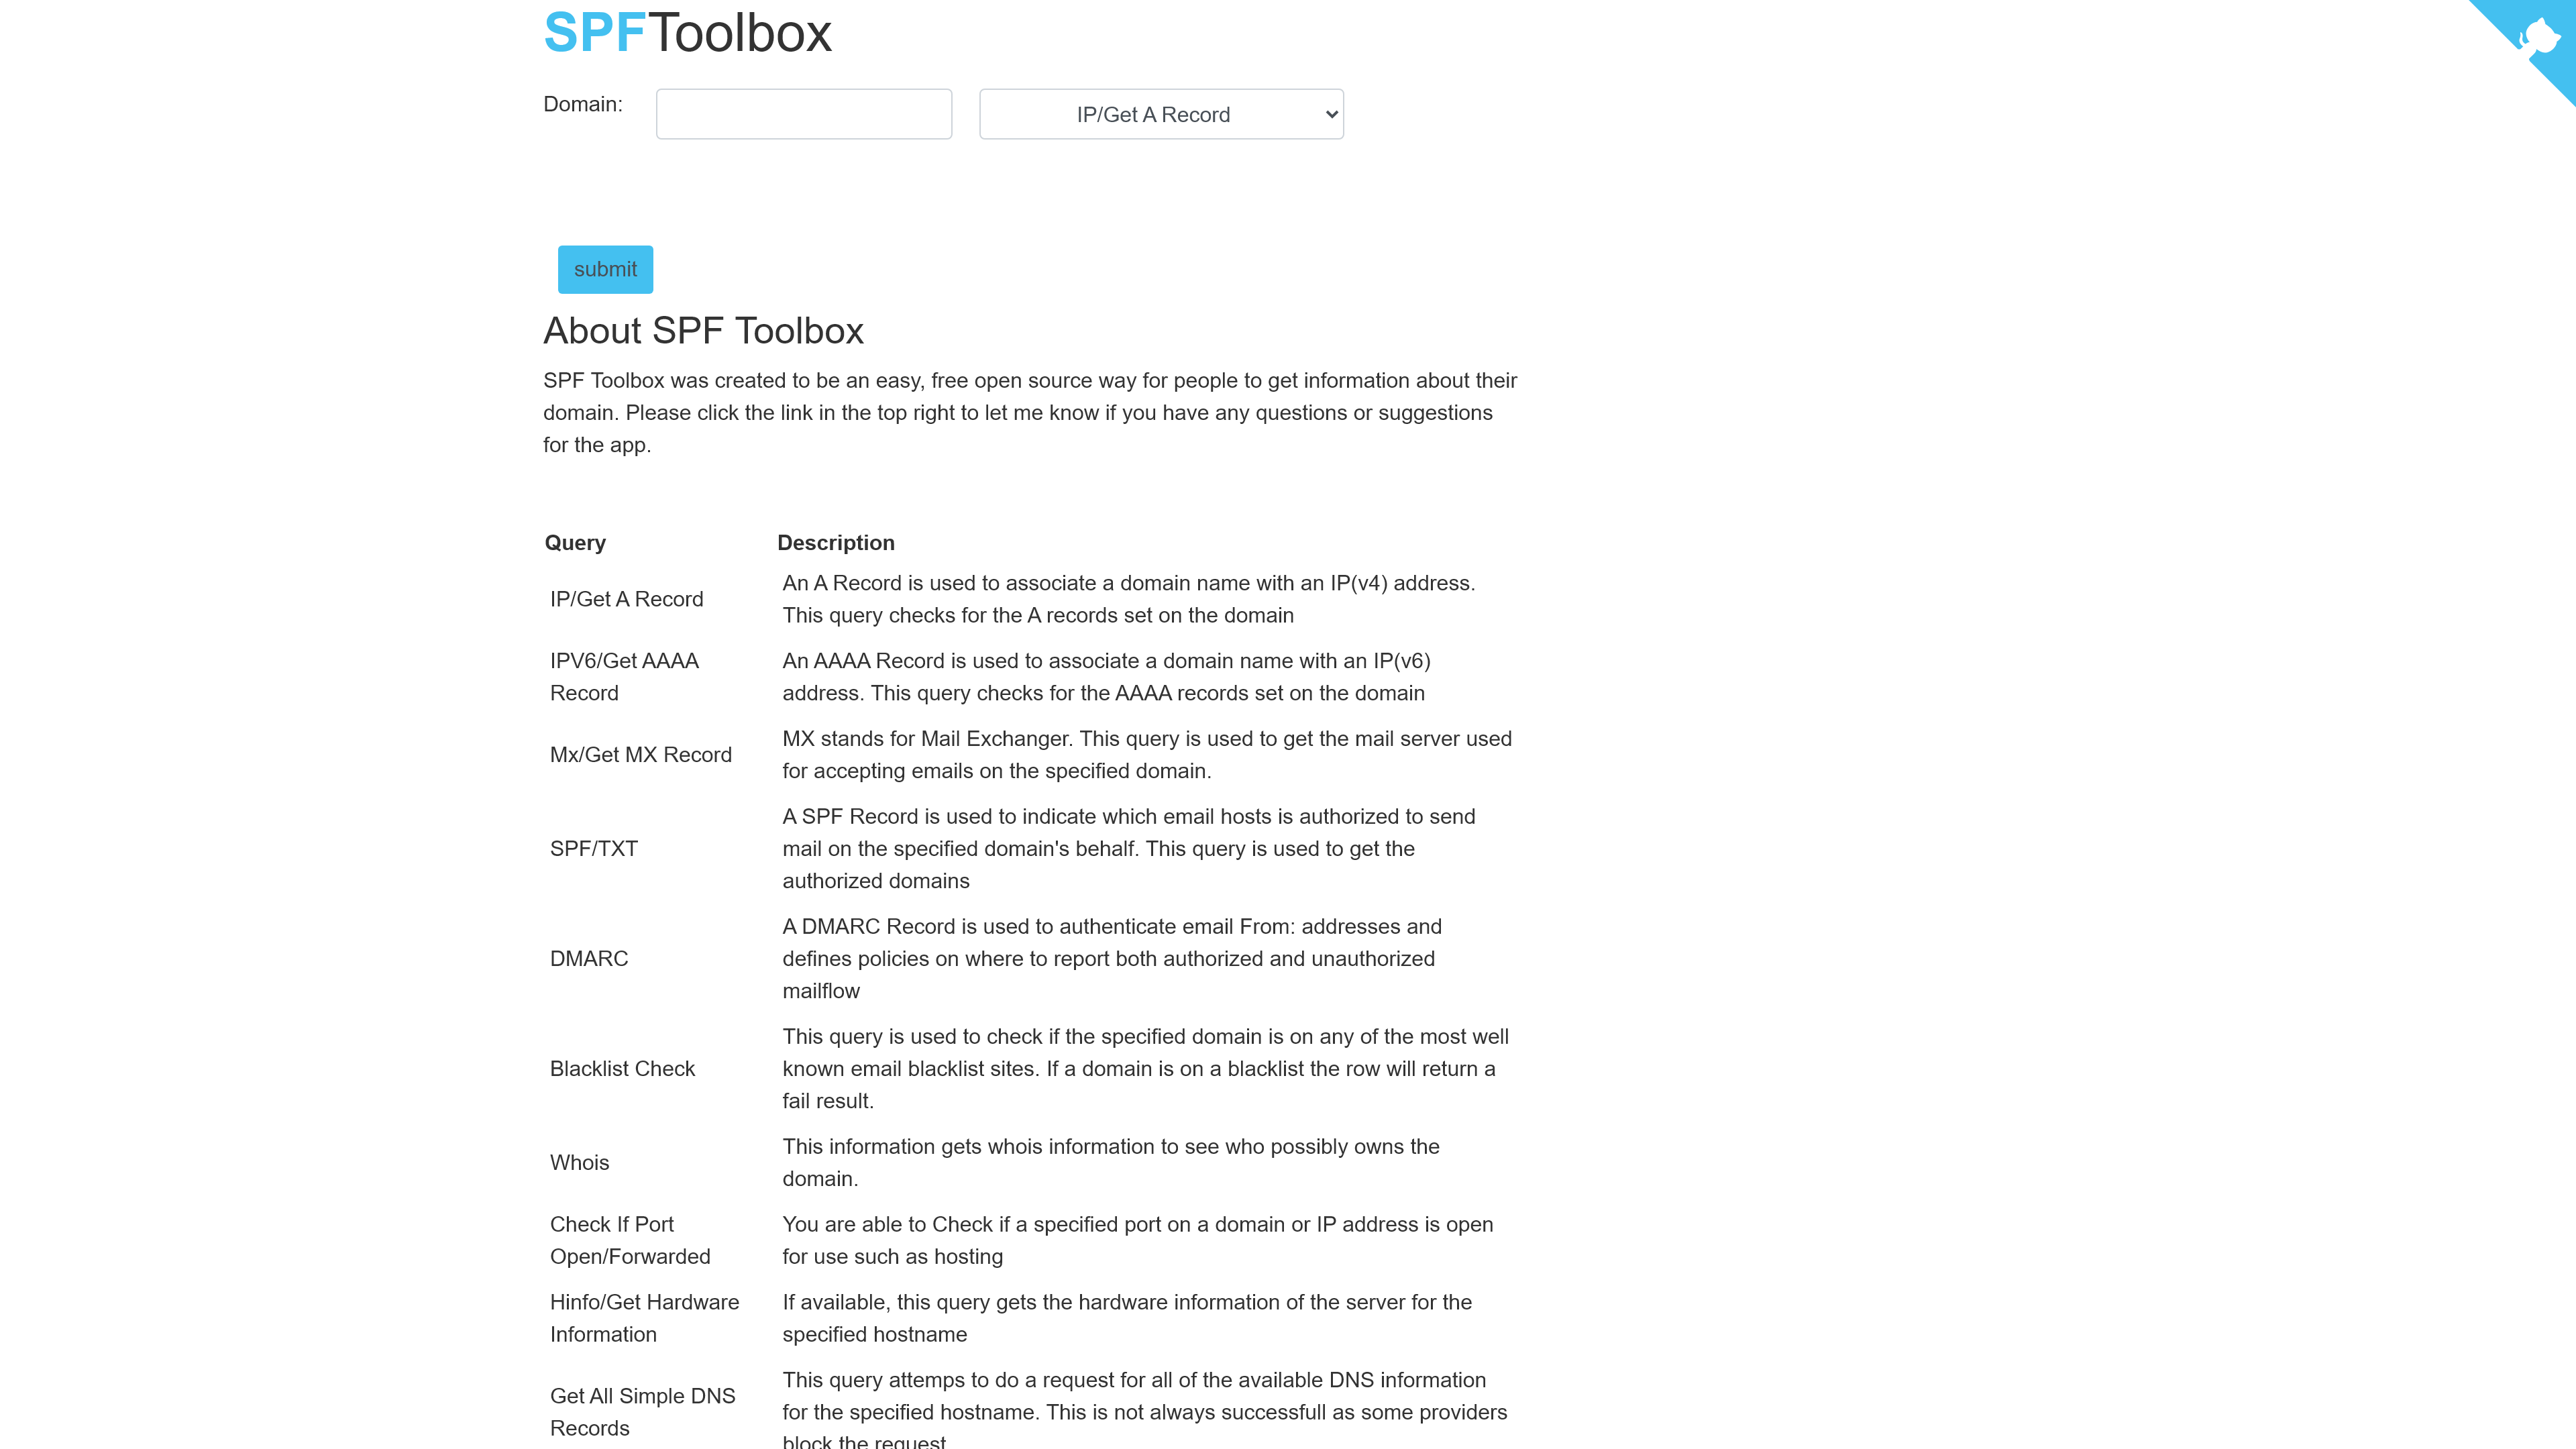 SPFToolbox
Domain:
IP/Get A Record
submit
About SPF Toolbox
SPF Toolbox was created to be an easy, free open source way for people to get information about their
domain. Please click the link in the top right to let me know if you have any questions or suggestions
for the app.
Query Description
IP/Get A Record
An A Record is used to associate a domain name with an IP(v4) address.
This query checks for the A records set on the domain
IPV6/Get AAAA
Record
An AAAA Record is used to associate a domain name with an IP(v6)
address. This query checks for the AAAA records set on the domain
Mx/Get MX Record
MX stands for Mail Exchanger. This query is used to get the mail server used
for accepting emails on the specified domain.
SPF/TXT
A SPF Record is used to indicate which email hosts is authorized to send
mail on the specified domain's behalf. This query is used to get the
authorized domains
DMARC
A DMARC Record is used to authenticate email From: addresses and
defines policies on where to report both authorized and unauthorized
mailflow
Blacklist Check
This query is used to check if the specified domain is on any of the most well
known email blacklist sites. If a domain is on a blacklist the row will return a
fail result.
Whois
This information gets whois information to see who possibly owns the
domain.
Check If Port
Open/Forwarded
You are able to Check if a specified port on a domain or IP address is open
for use such as hosting
Hinfo/Get Hardware
Information
If available, this query gets the hardware information of the server for the
specified hostname
Get All Simple DNS
Records
This query attemps to do a request for all of the available DNS information
for the specified hostname. This is not always successfull as some providers
block the request